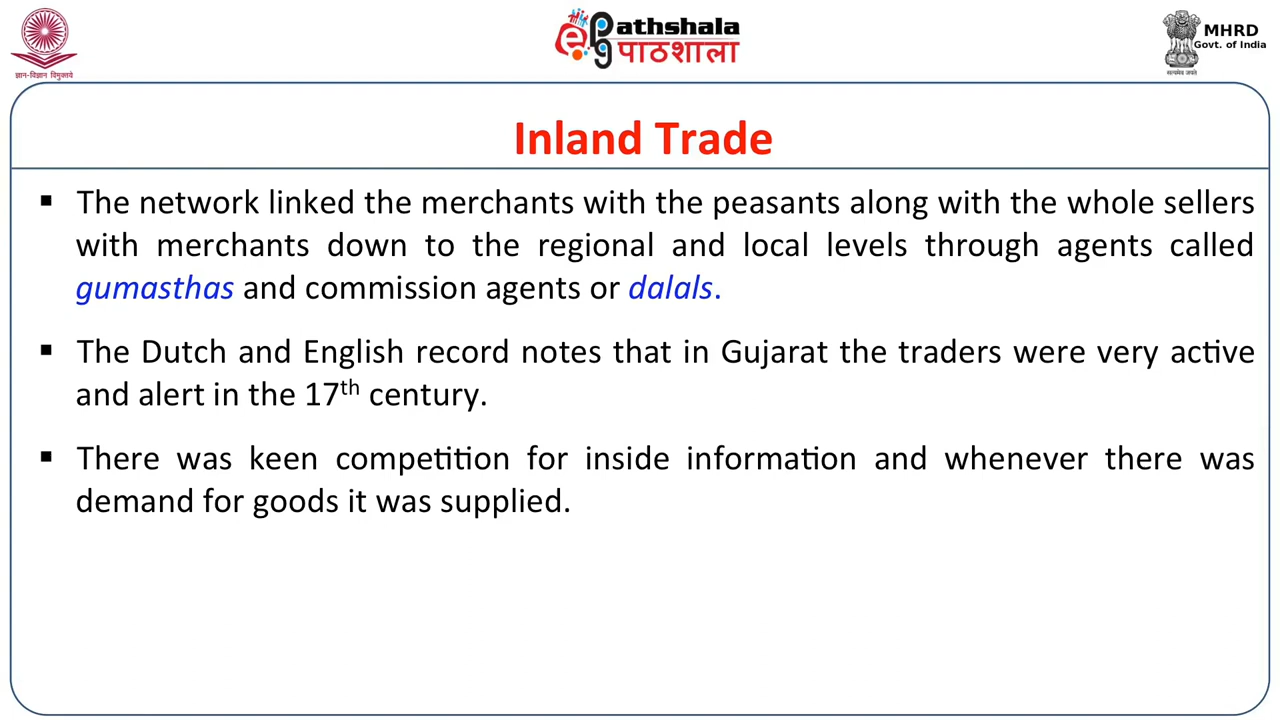 ज्ञान-विज्ञान विमुक्तये
ePathshala
पाठशाला
MHRD
Govt. of India
सत्यमेव जयते
Inland Trade
▪ The network linked the merchants with the peasants along with the whole sellers
with merchants down to the regional and local levels through agents called
gumasthas and commission agents or dalals.
▪ The Dutch and English record notes that in Gujarat the traders were very active
and alert in the 17th century.
▪ There was keen competition for inside information and whenever there was
demand for goods it was supplied.